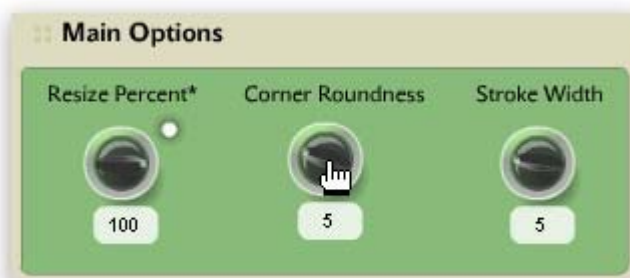 Main Options
Resize Percent* Corner Roundness Stroke Width
100 5 5